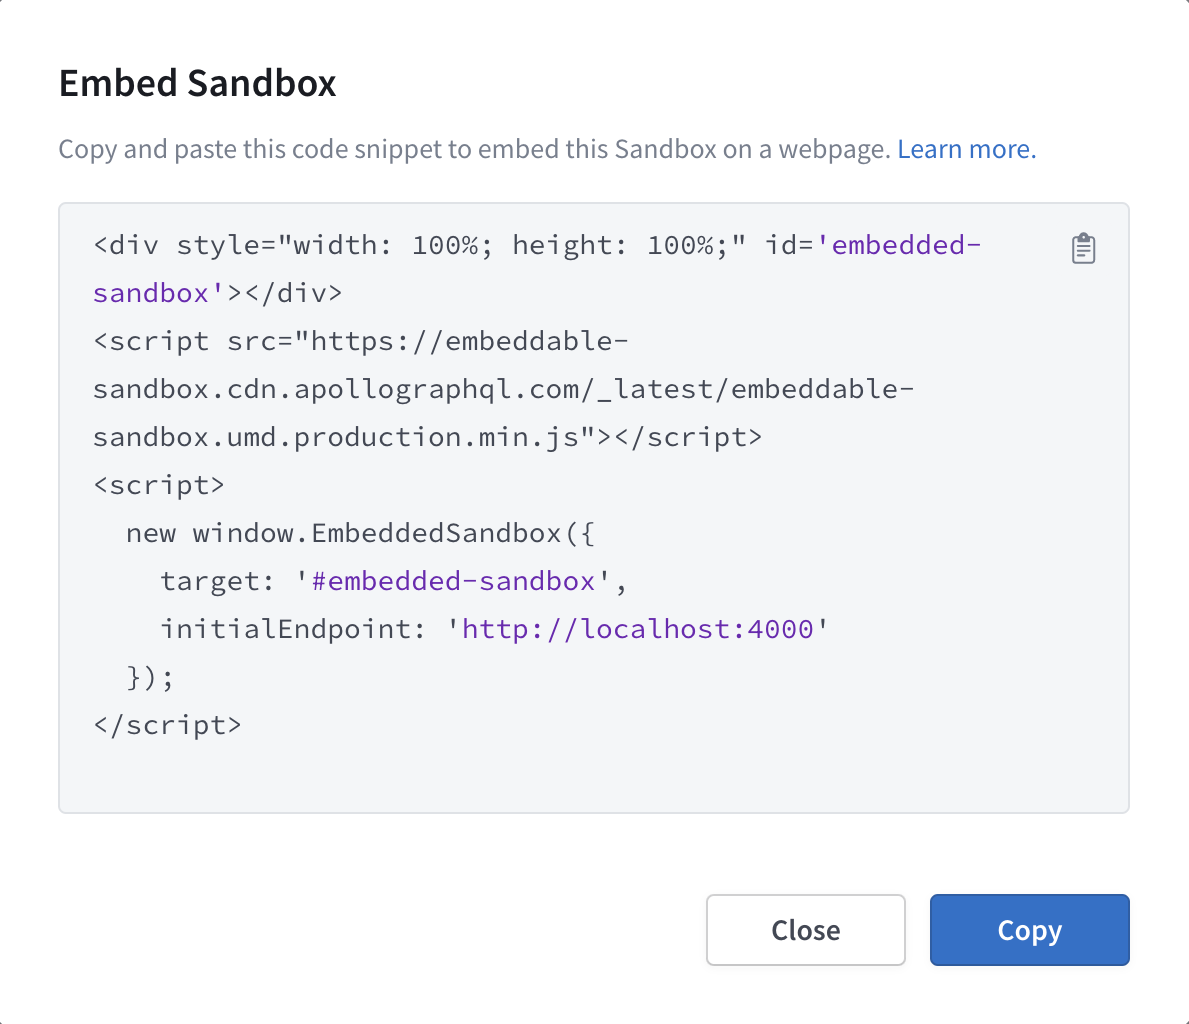 Embed Sandbox
Copy and paste this code snippet to embed this Sandbox on a webpage. Learn more.
<div style="width: 100%; height: 100%;" id='embedded-
sandbox'></div>
<script src="https://embeddable-
sandbox.cdn.apollographql.com/_latest/embeddable-
sandbox.umd.production.min.js"></script>
<script>
  new window.EmbeddedSandbox({
    target: '#embedded-sandbox',
    initialEndpoint: 'http://localhost:4000'
  });
</script>
Close
Copy